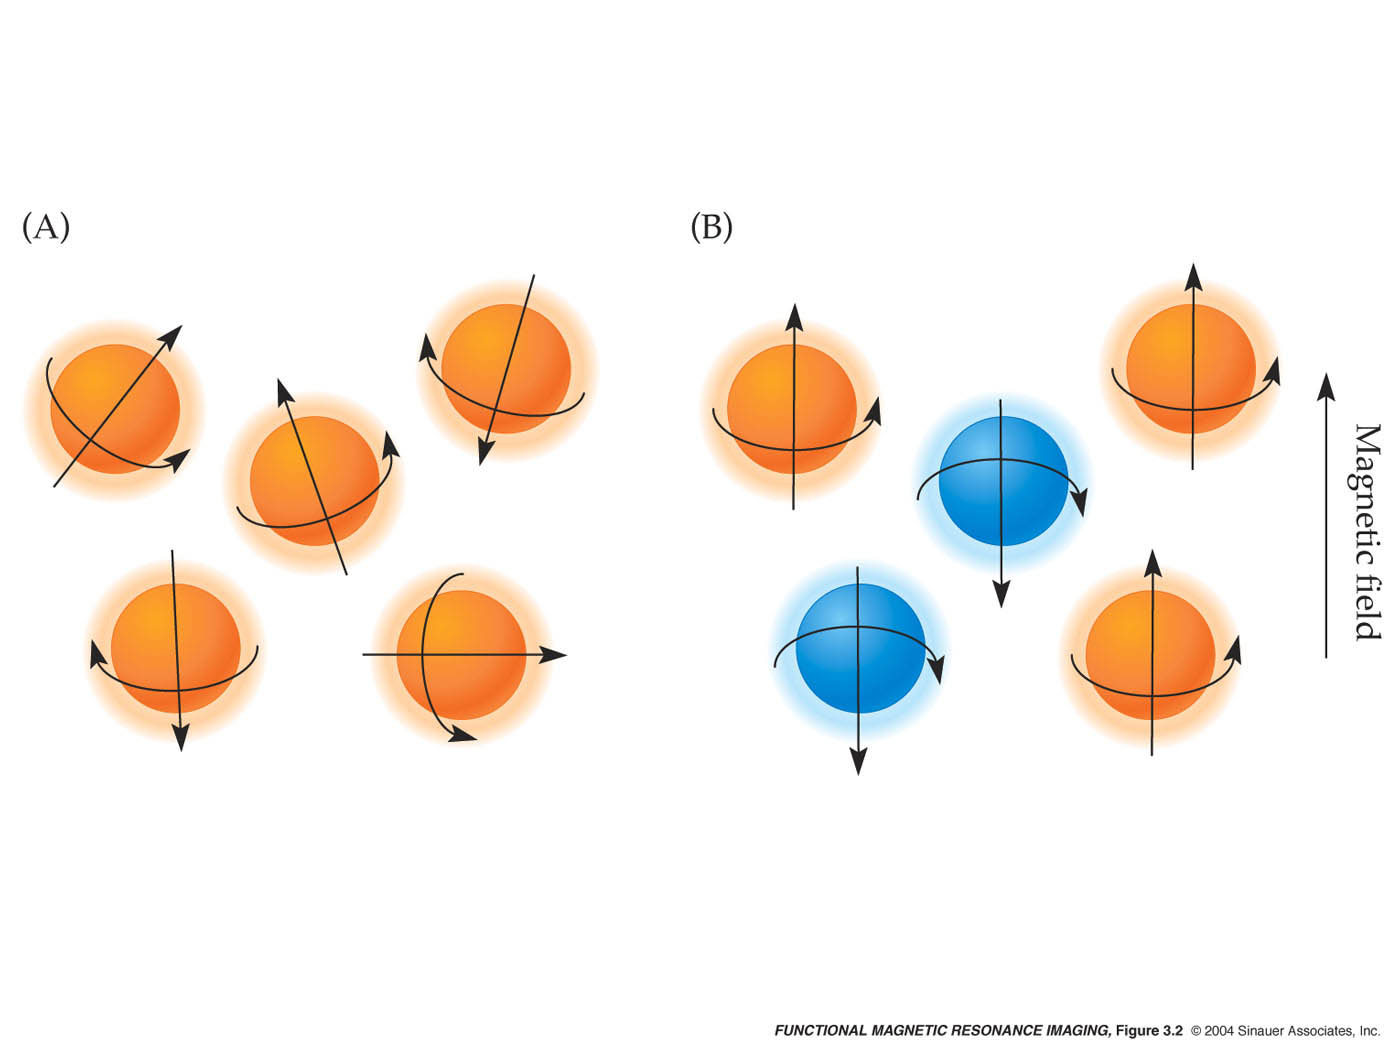 (A)
(B)
Magnetic field
FUNCTIONAL MAGNETIC RESONANCE IMAGING, Figure 3.2 © 2004 Sinauer Associates, Inc.